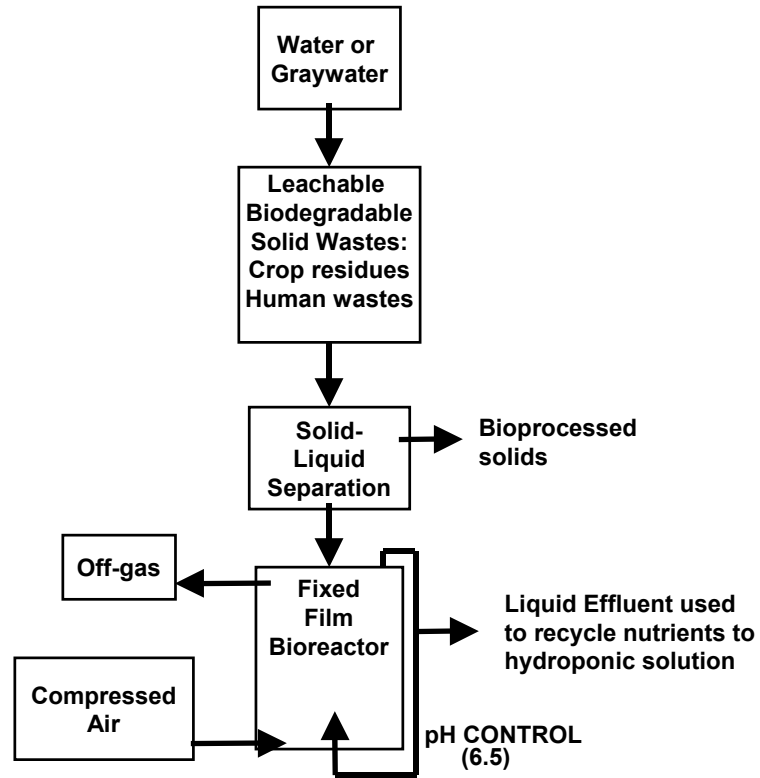 Water or
Graywater
Leachable
Biodegradable
Solid Wastes:
Crop residues
Human wastes
Solid-
Liquid
Separation
Bioprocessed
solids
Off-gas
Fixed
Film
Bioreactor
Liquid Effluent used
to recycle nutrients to
hydroponic solution
Compressed
Air
pH CONTROL
(6.5)